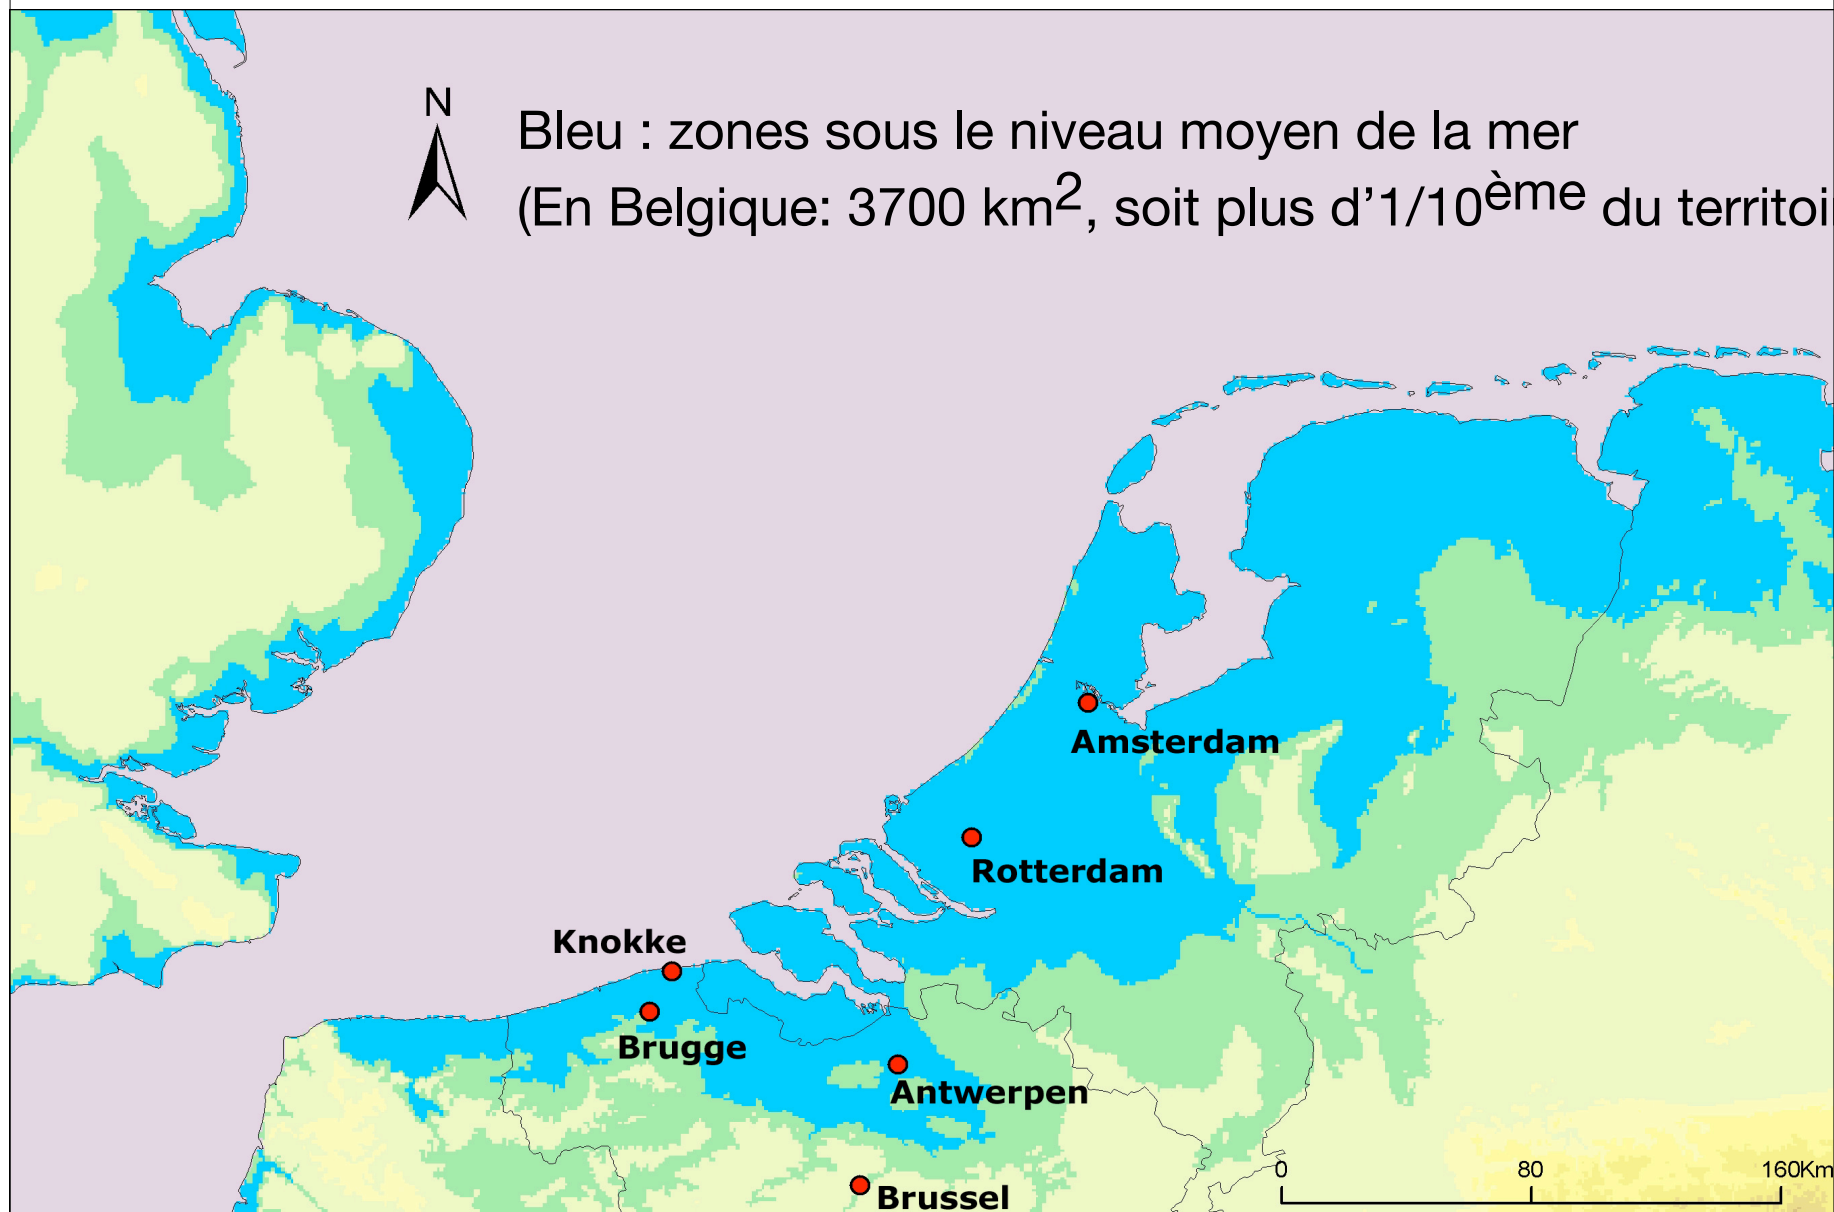 N
Bleu : zones sous le niveau moyen de la mer
(En Belgique: 3700 km², soit plus d’1/10ème du territoi
Amsterdam
Rotterdam
Knokke
Brugge
Antwerpen
Brussel
0 80 160Km